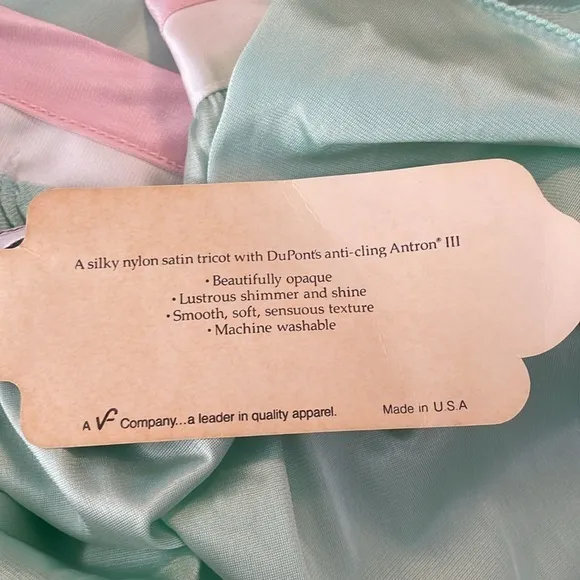 A silky nylon satin tricot with DuPont's anti-cling Antron® III
• Beautifully opaque
• Lustrous shimmer and shine
• Smooth, soft, sensuous texture
• Machine washable
A VF Company...a leader in quality apparel. Made in U.S.A